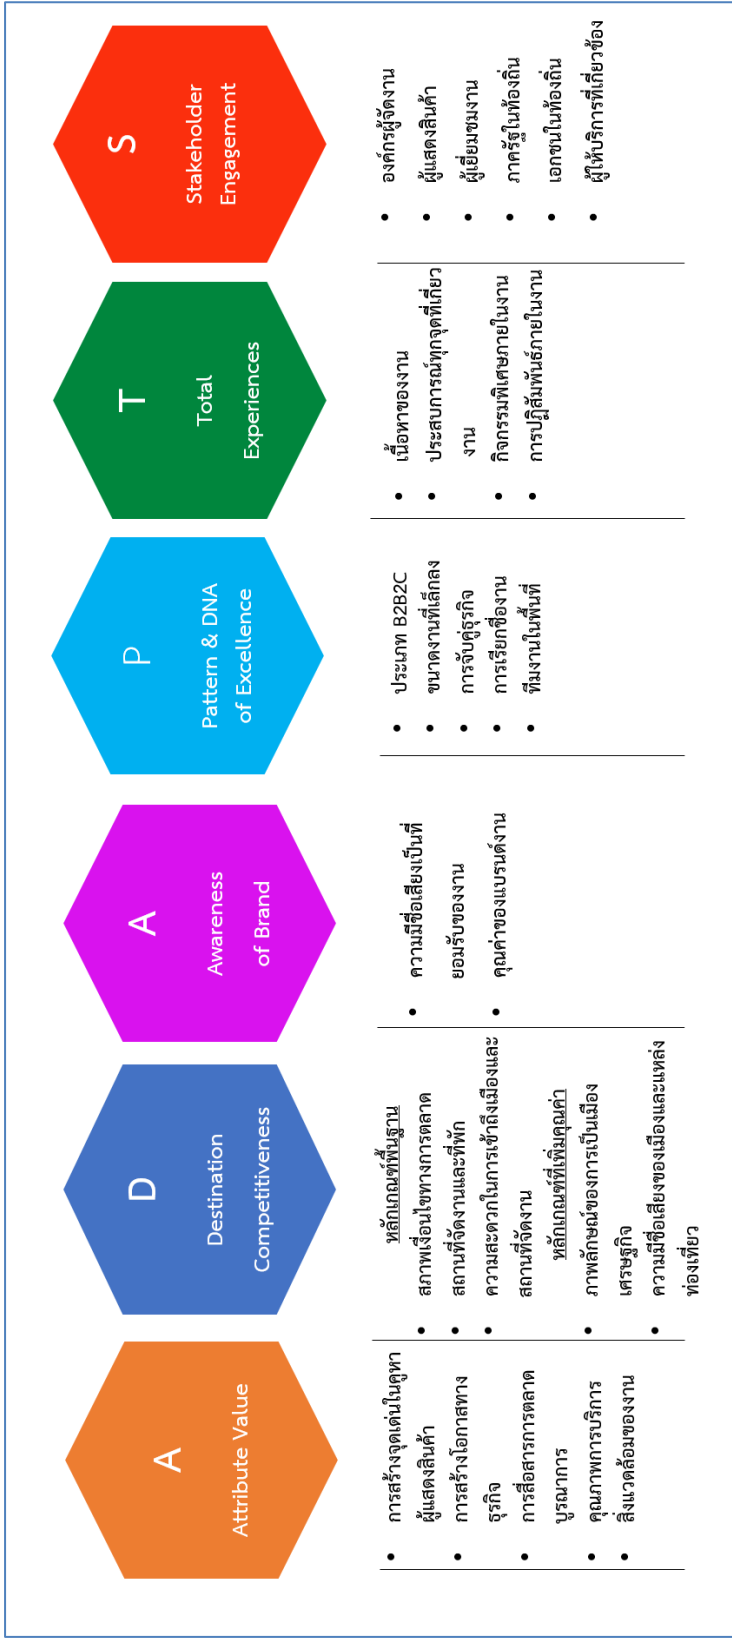 A
Attribute Value
• การสร้างจุดเด่นในคูหา
ผู้แสดงสินค้า
• การสร้างโอกาสทาง
ธุรกิจ
• การสื่อสารการตลาด
บูรณาการ
• คุณภาพการบริการ
• สิ่งแวดล้อมของงาน
D
Destination
Competitiveness
หลักเกณฑ์พื้นฐาน
• สภาพเงื่อนไขทางการตลาด
• สถานที่จัดงานและที่พัก
• ความสะดวกในการเข้าถึงเมืองและ
สถานที่จัดงาน
หลักเกณฑ์ที่เพิ่มคุณค่า
• ภาพลักษณ์ของการเป็นเมือง
เศรษฐกิจ
• ความมีชื่อเสียงของเมืองและแหล่ง
ท่องเที่ยว
A
Awareness
of Brand
• ความมีชื่อเสียงเป็นที่
ยอมรับของงาน
• คุณค่าของแบรนด์งาน
P
Pattern & DNA
of Excellence
• ประเภท B2B2C
• ขนาดงานที่เล็กลง
• การจับคู่ธุรกิจ
• การเรียกชื่องาน
• ทีมงานในพื้นที่
T
Total
Experiences
• เนื้อหาของงาน
• ประสบการณ์ทุกจุดที่เกี่ยว
งาน
• กิจกรรมพิเศษภายในงาน
• การปฏิสัมพันธ์ภายในงาน
S
Stakeholder
Engagement
• องค์กรผู้จัดงาน
• ผู้แสดงสินค้า
• ผู้เยี่ยมชมงาน
• ภาครัฐในท้องถิ่น
• เอกชนในท้องถิ่น
• ผู้ให้บริการที่เกี่ยวข้อง